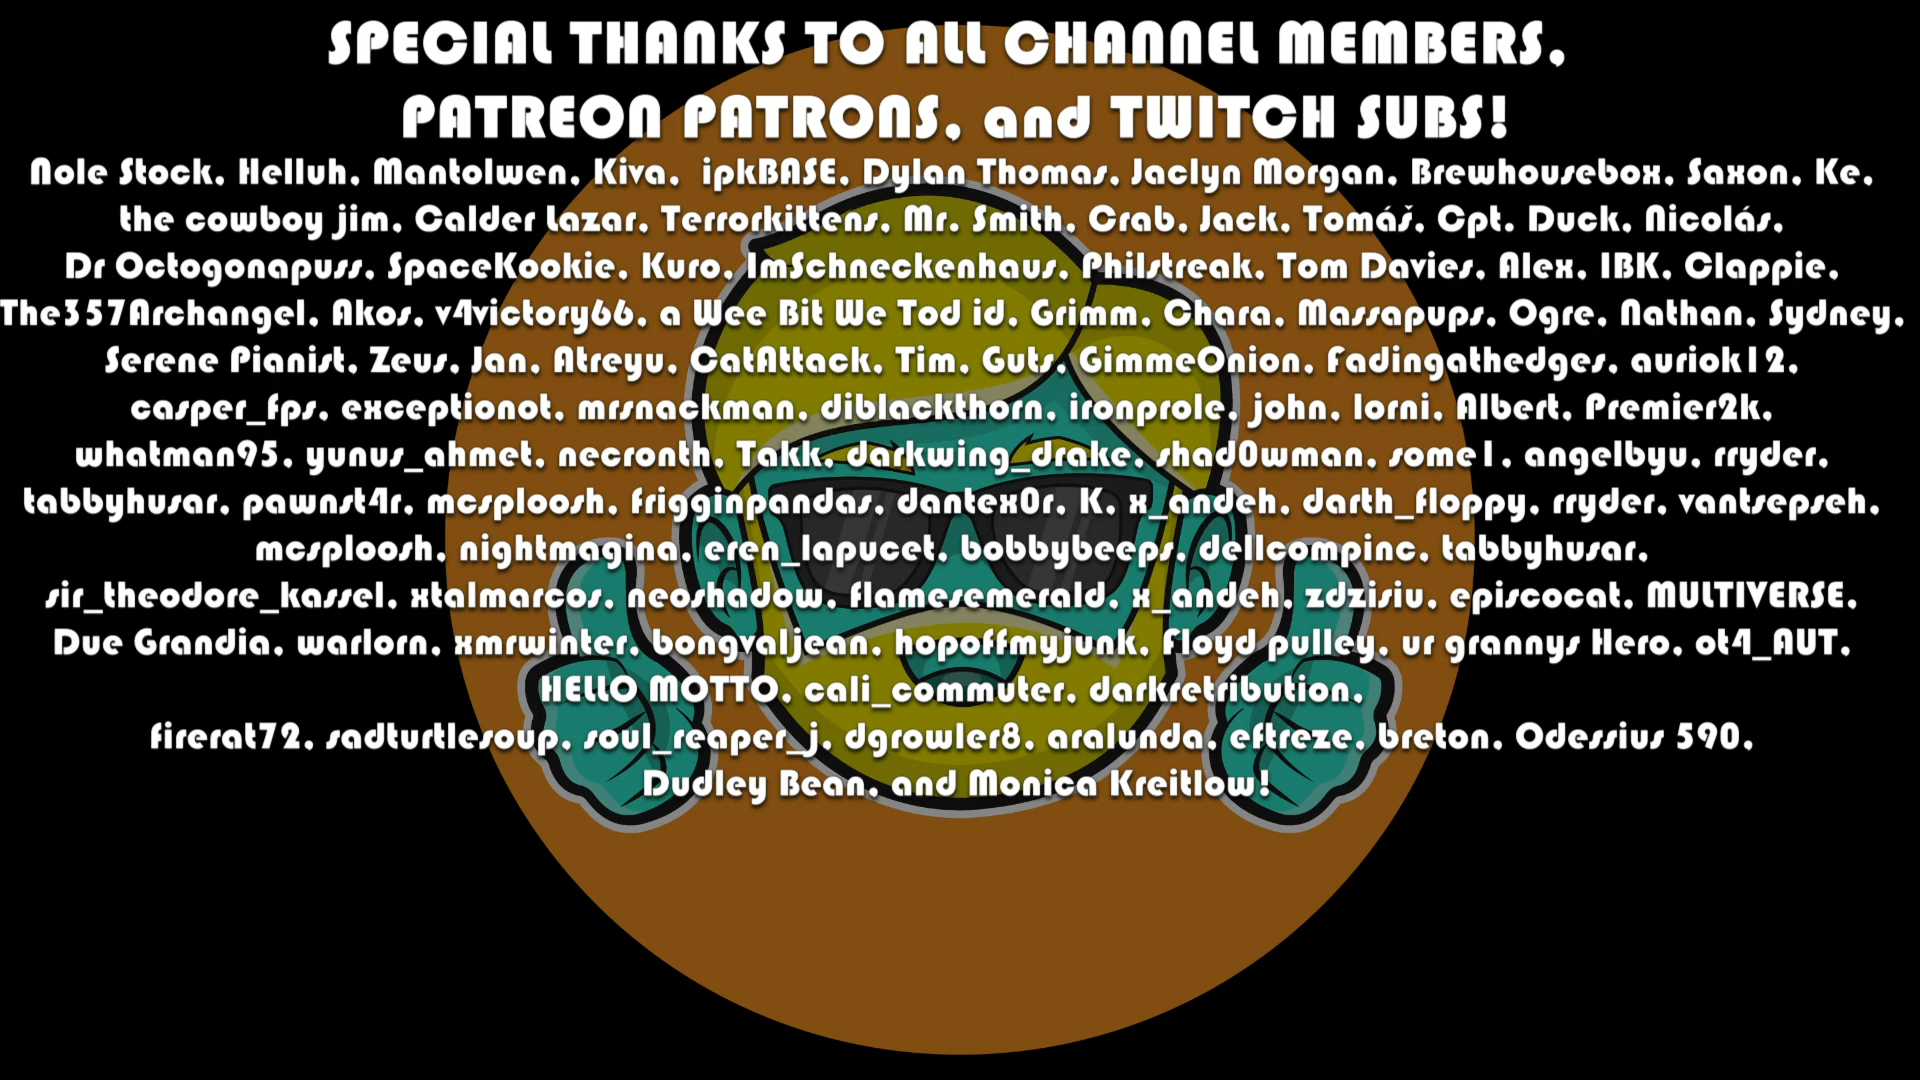 SPECIAL THANKS TO ALL CHANNEL MEMBERS,
PATREON PATRONS, and TWITCH SUBS!
Nole Stock, Helluh, Mantolwen, Kiva,  ipkBASE, Dylan Thomas, Jaclyn Morgan, Brewhousebox, Saxon, Ke,
the cowboy jim, Calder Lazar, Terrorkittens, Mr. Smith, Crab, Jack, Tomáš, Cpt. Duck, Nicolás,
Dr Octogonapuss, SpaceKookie, Kuro, ImSchneckenhaus, Philstreak, Tom Davies, Alex, IBK, Clappie,
The357Archangel, Akos, v4victory66, a Wee Bit We Tod id, Grimm, Chara, Massapups, Ogre, Nathan, Sydney,
Serene Pianist, Zeus, Jan, Atreyu, CatAttack, Tim, Guts, GimmeOnion, Fadingathedges, auriok12,
casper_fps, exceptionot, mrsnackman, diblackthorn, ironprole, john, lorni, Albert, Premier2k,
whatman95, yunus_ahmet, necronth, Takk, darkwing_drake, shad0wman, some1, angelbyu, rryder,
tabbyhusar, pawnst4r, mcsploosh, frigginpandas, dantex0r, K, x_andeh, darth_floppy, rryder, vantsepseh,
mcsploosh, nightmagina, eren_lapucet, bobbybeeps, dellcompinc, tabbyhusar,
sir_theodore_kassel, xtalmarcos, neoshadow, flamesemerald, x_andeh, zdzisiu, episcocat, MULTIVERSE,
Due Grandia, warlorn, xmrwinter, bongvaljean, hopoffmyjunk, Floyd pulley, ur grannys Hero, ot4_AUT,
HELLO MOTTO, cali_commuter, darkretribution,
firerat72, sadturtlesoup, soul_reaper_j, dgrowler8, aralunda, eftreze, breton, Odessius 590,
Dudley Bean, and Monica Kreitlow!